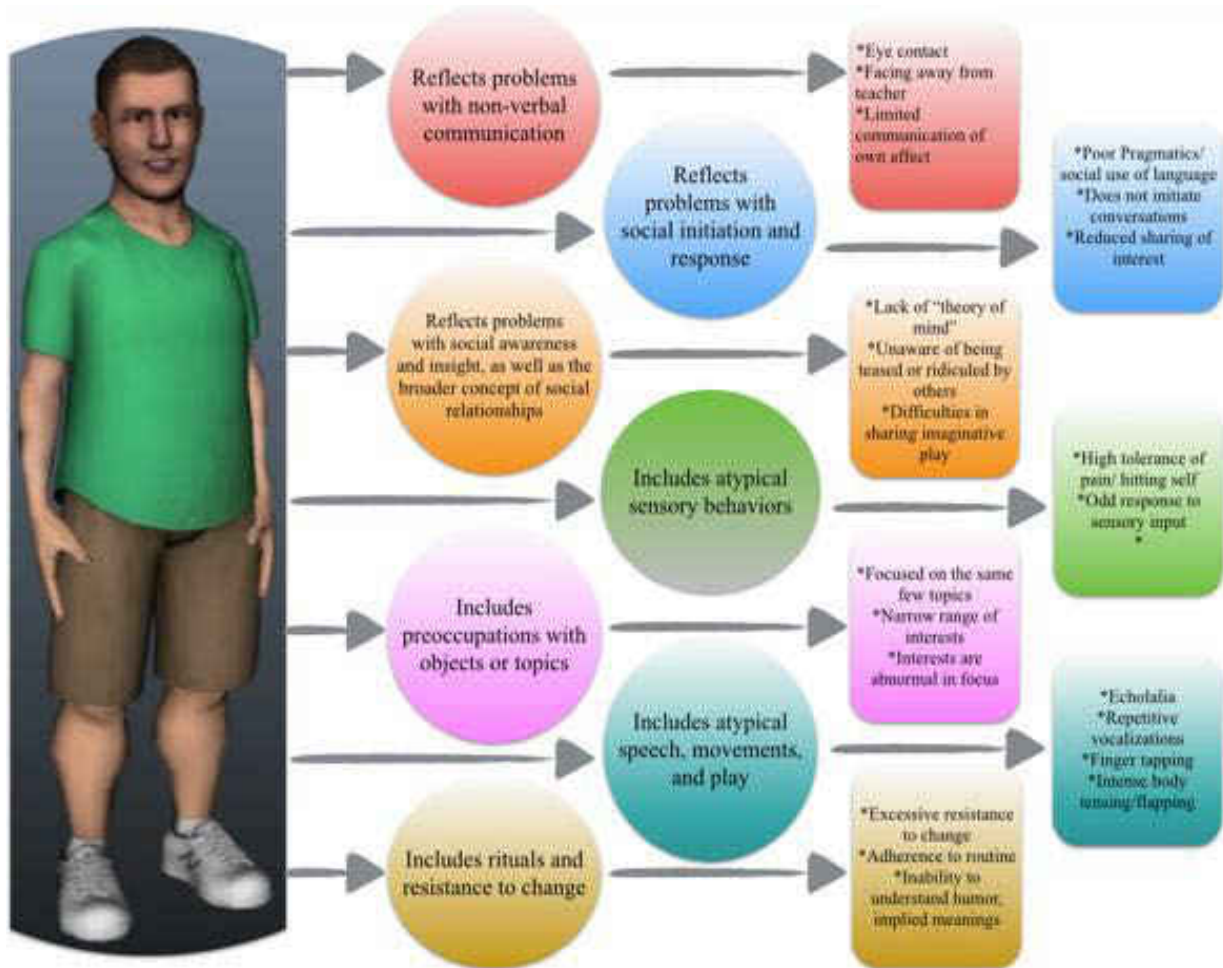 Reflects problems
with non-verbal
communication
*Eye contact
*Facing away from
teacher
*Limited
communication of
own affect
Reflects
problems with
social initiation and
response
*Poor Pragmatics/
social use of language
*Does not initiate
conversations
*Reduced sharing of
interest
Reflects problems
with social awareness
and insight, as well as the
broader concept of social
relationships
*Lack of “theory of
mind”
*Unaware of being
teased or ridiculed by
others
*Difficulties in
sharing imaginative
play
Includes atypical
sensory behaviors
*High tolerance of
pain/ hitting self
*Odd response to
sensory input
*
Includes
preoccupations with
objects or topics
*Focused on the same
few topics
*Narrow range of
interests
*Interests are
abnormal in focus
Includes atypical
speech, movements,
and play
*Echolalia
*Repetitive
vocalizations
*Finger tapping
*Intense body
tensing/flapping
Includes rituals and
resistance to change
*Excessive resistance
to change
*Adherence to routine
*Inability to
understand humor,
implied meanings